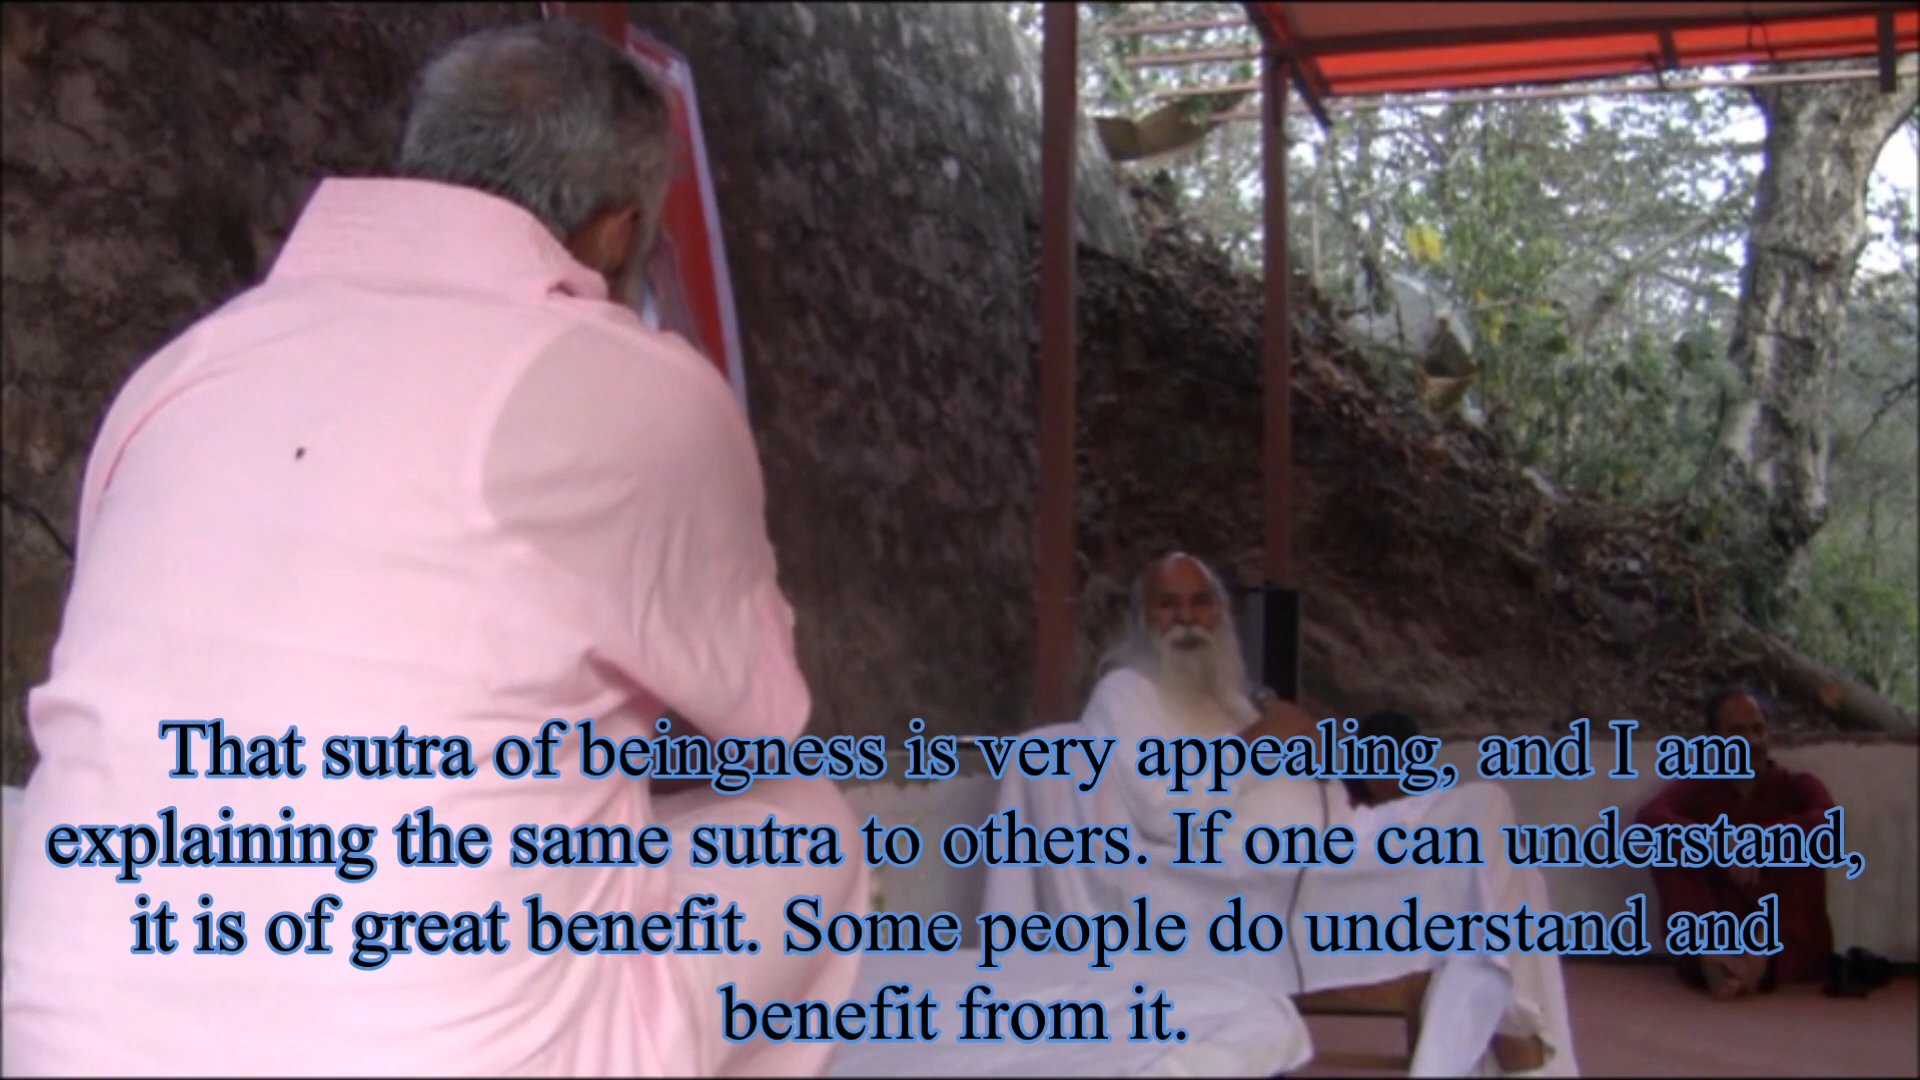 That sutra of beingness is very appealing, and I am
explaining the same sutra to others. If one can understand,
it is of great benefit. Some people do understand and
benefit from it.